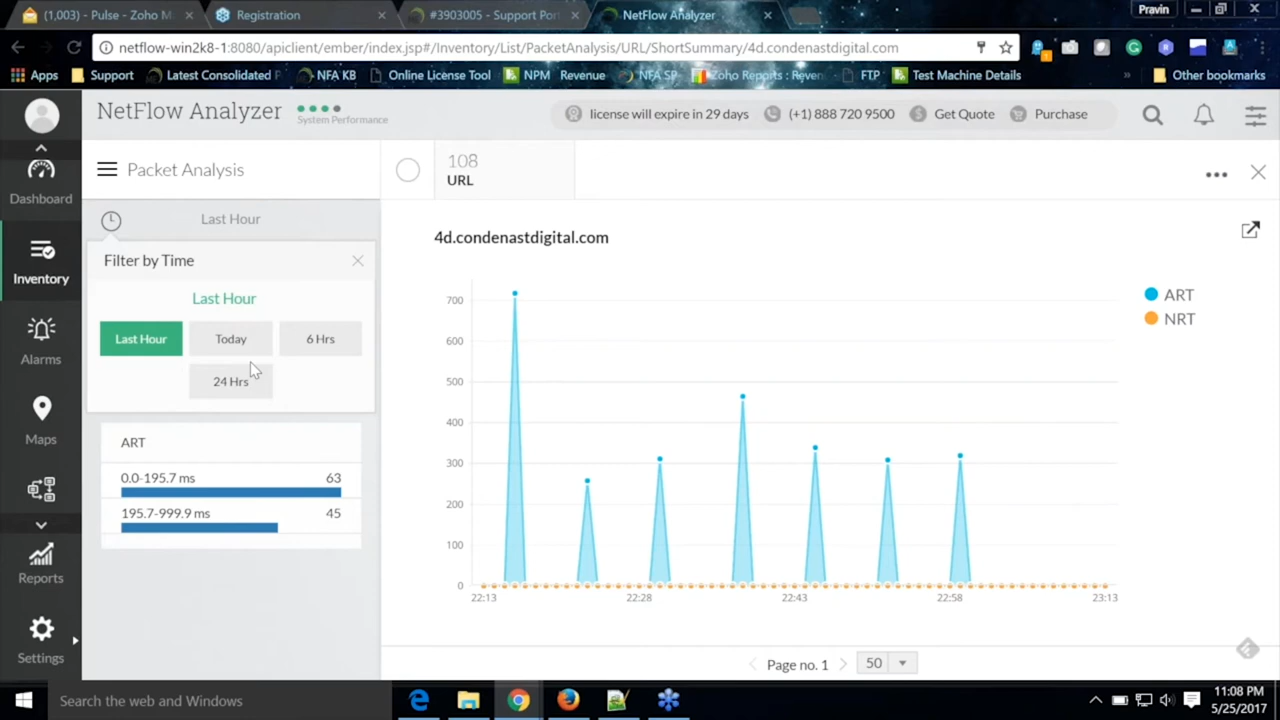 (1,003) - Pulse - Zoho M
Registration
#3903005 - Support Por
NetFlow Analyzer
Pravin
netflow-win2k8-1:8080/apiclient/ember/index.jsp#/Inventory/List/PacketAnalysis/URL/ShortSummary/4d.condenastdigital.com
Apps
Support
Latest Consolidated P
NFA KB
Online License Tool
NPM
Revenue
NFA SP
Zoho Reports : Reven
FTP
Test Machine Details
»
Other bookmarks
NetFlow Analyzer
System Performance
license will expire in 29 days
(+1) 888 720 9500
Get Quote
Purchase
Dashboard
Inventory
Alarms
Maps
Reports
Settings
Packet Analysis
Last Hour
Filter by Time
Last Hour
Last Hour
Today
6 Hrs
24 Hrs
ART
0.0-195.7 ms 63
195.7-999.9 ms 45
108
URL
4d.condenastdigital.com
ART
NRT
700
600
500
400
300
200
100
0
22:13 22:28 22:43 22:58 23:13
Page no. 1
50
Search the web and Windows
11:08 PM
5/25/2017